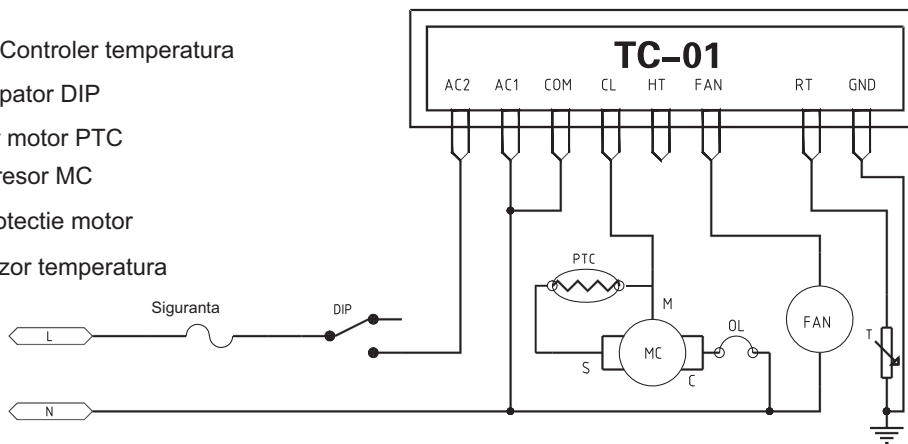 Controler temperatura
pator DIP
motor PTC
resor MC
otectie motor
zor temperatura
TC-01
AC2 AC1 COM CL HT FAN RT GND
PTC
Siguranta
DIP
M
L
OL
FAN
T
MC
S
C
N